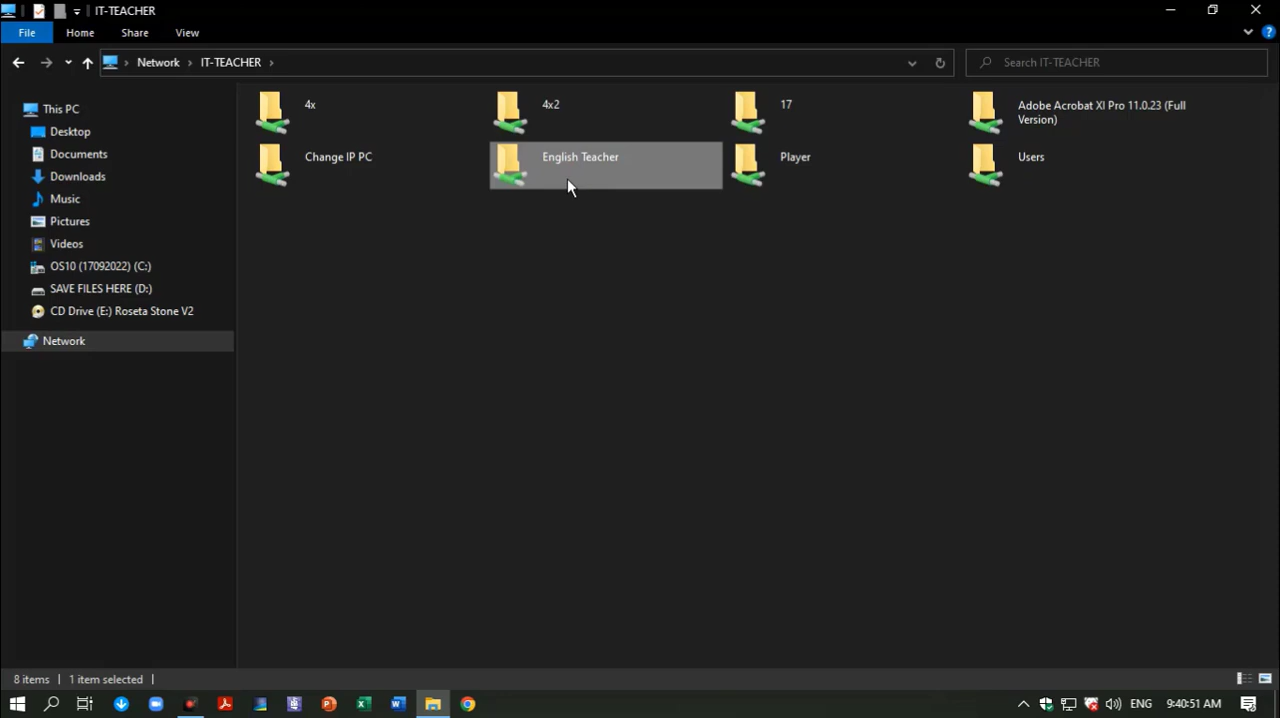 IT-TEACHER
File Home Share View
Network IT-TEACHER
Search IT-TEACHER
This PC
Desktop
Documents
Downloads
Music
Pictures
Videos
OS10 (17092022) (C:)
SAVE FILES HERE (D:)
CD Drive (E:) Roseta Stone V2
Network
4x
4x2
17
Adobe Acrobat XI Pro 11.0.23 (Full
Version)
Change IP PC
English Teacher
Player
Users
8 items 1 item selected
ENG 9:40:51 AM